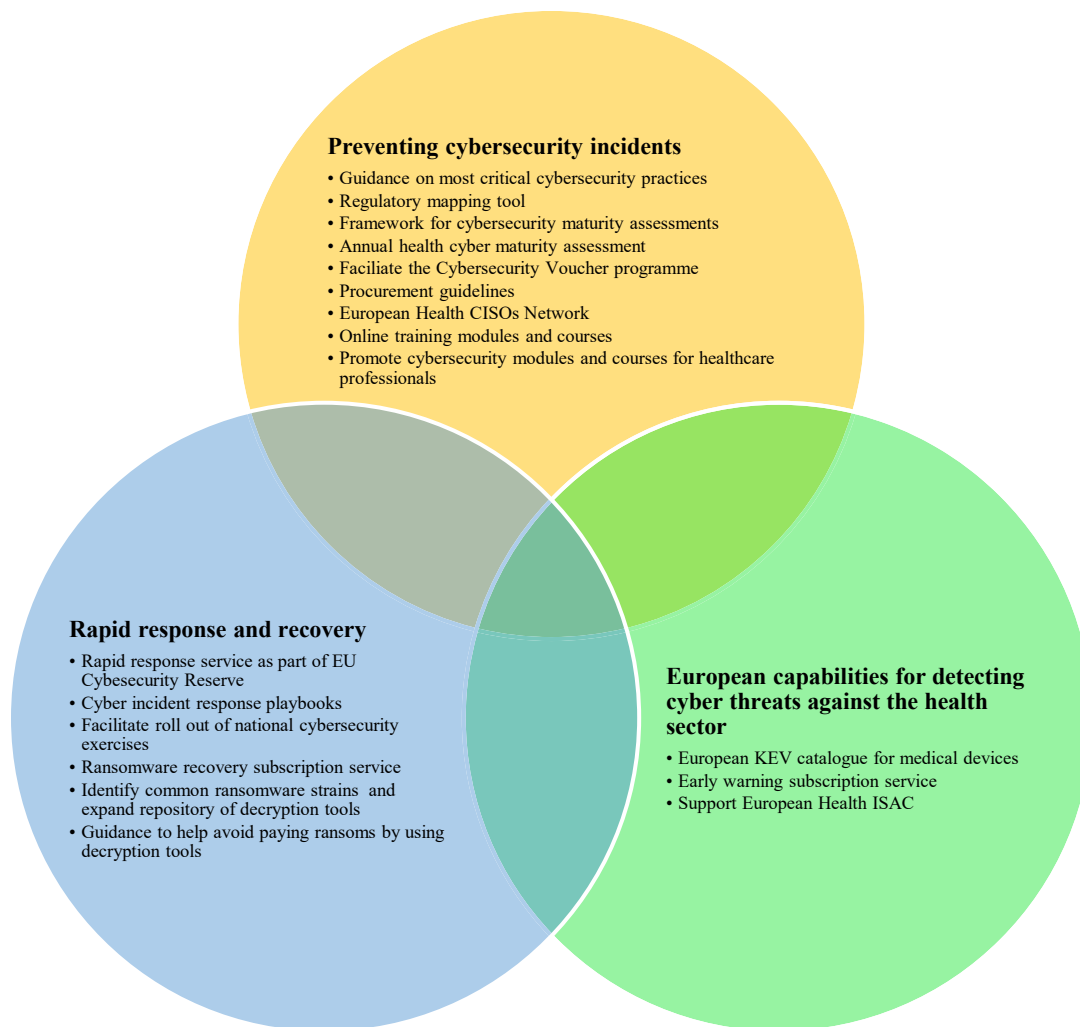 Preventing cybersecurity incidents
• Guidance on most critical cybersecurity practices
• Regulatory mapping tool
• Framework for cybersecurity maturity assessments
• Annual health cyber maturity assessment
• Faciliate the Cybersecurity Voucher programme
• Procurement guidelines
• European Health CISOs Network
• Online training modules and courses
• Promote cybersecurity modules and courses for healthcare
professionals
Rapid response and recovery
• Rapid response service as part of EU
Cybesecurity Reserve
• Cyber incident response playbooks
• Facilitate roll out of national cybersecurity
exercises
• Ransomware recovery subscription service
• Identify common ransomware strains and
expand repository of decryption tools
• Guidance to help avoid paying ransoms by using
decryption tools
European capabilities for detecting
cyber threats against the health
sector
• European KEV catalogue for medical devices
• Early warning subscription service
• Support European Health ISAC